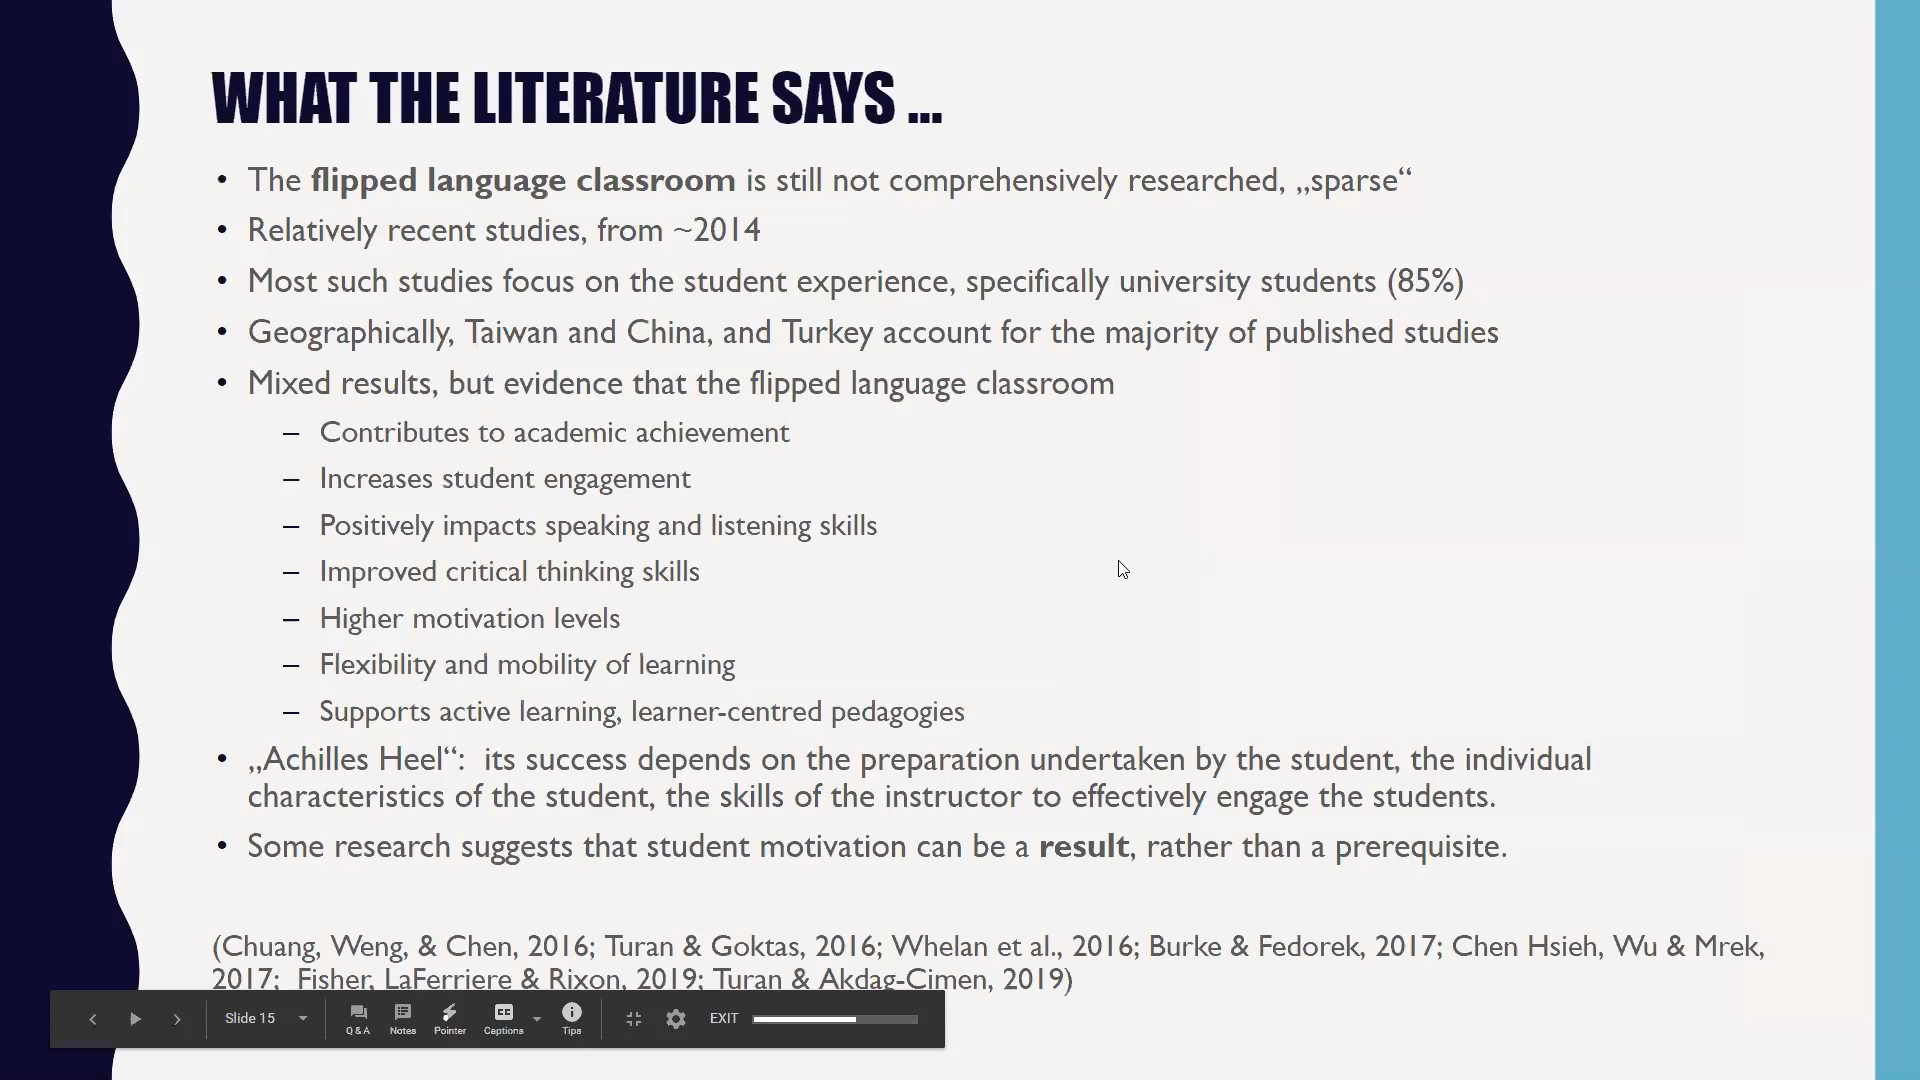 WHAT THE LITERATURE SAYS ...
• The flipped language classroom is still not comprehensively researched, „sparse“
• Relatively recent studies, from ~2014
• Most such studies focus on the student experience, specifically university students (85%)
• Geographically, Taiwan and China, and Turkey account for the majority of published studies
• Mixed results, but evidence that the flipped language classroom
– Contributes to academic achievement
– Increases student engagement
– Positively impacts speaking and listening skills
– Improved critical thinking skills
– Higher motivation levels
– Flexibility and mobility of learning
– Supports active learning, learner-centred pedagogies
• „Achilles Heel“: its success depends on the preparation undertaken by the student, the individual
characteristics of the student, the skills of the instructor to effectively engage the students.
• Some research suggests that student motivation can be a result, rather than a prerequisite.
(Chuang, Weng, & Chen, 2016; Turan & Goktas, 2016; Whelan et al., 2016; Burke & Fedorek, 2017; Chen Hsieh, Wu & Mrek,
2017; Fisher, LaFerriere & Rixon, 2019; Turan & Akdag-Cimen, 2019)
Slide 15
Q & A
Notes
Pointer
CC
Captions
Tips
EXIT